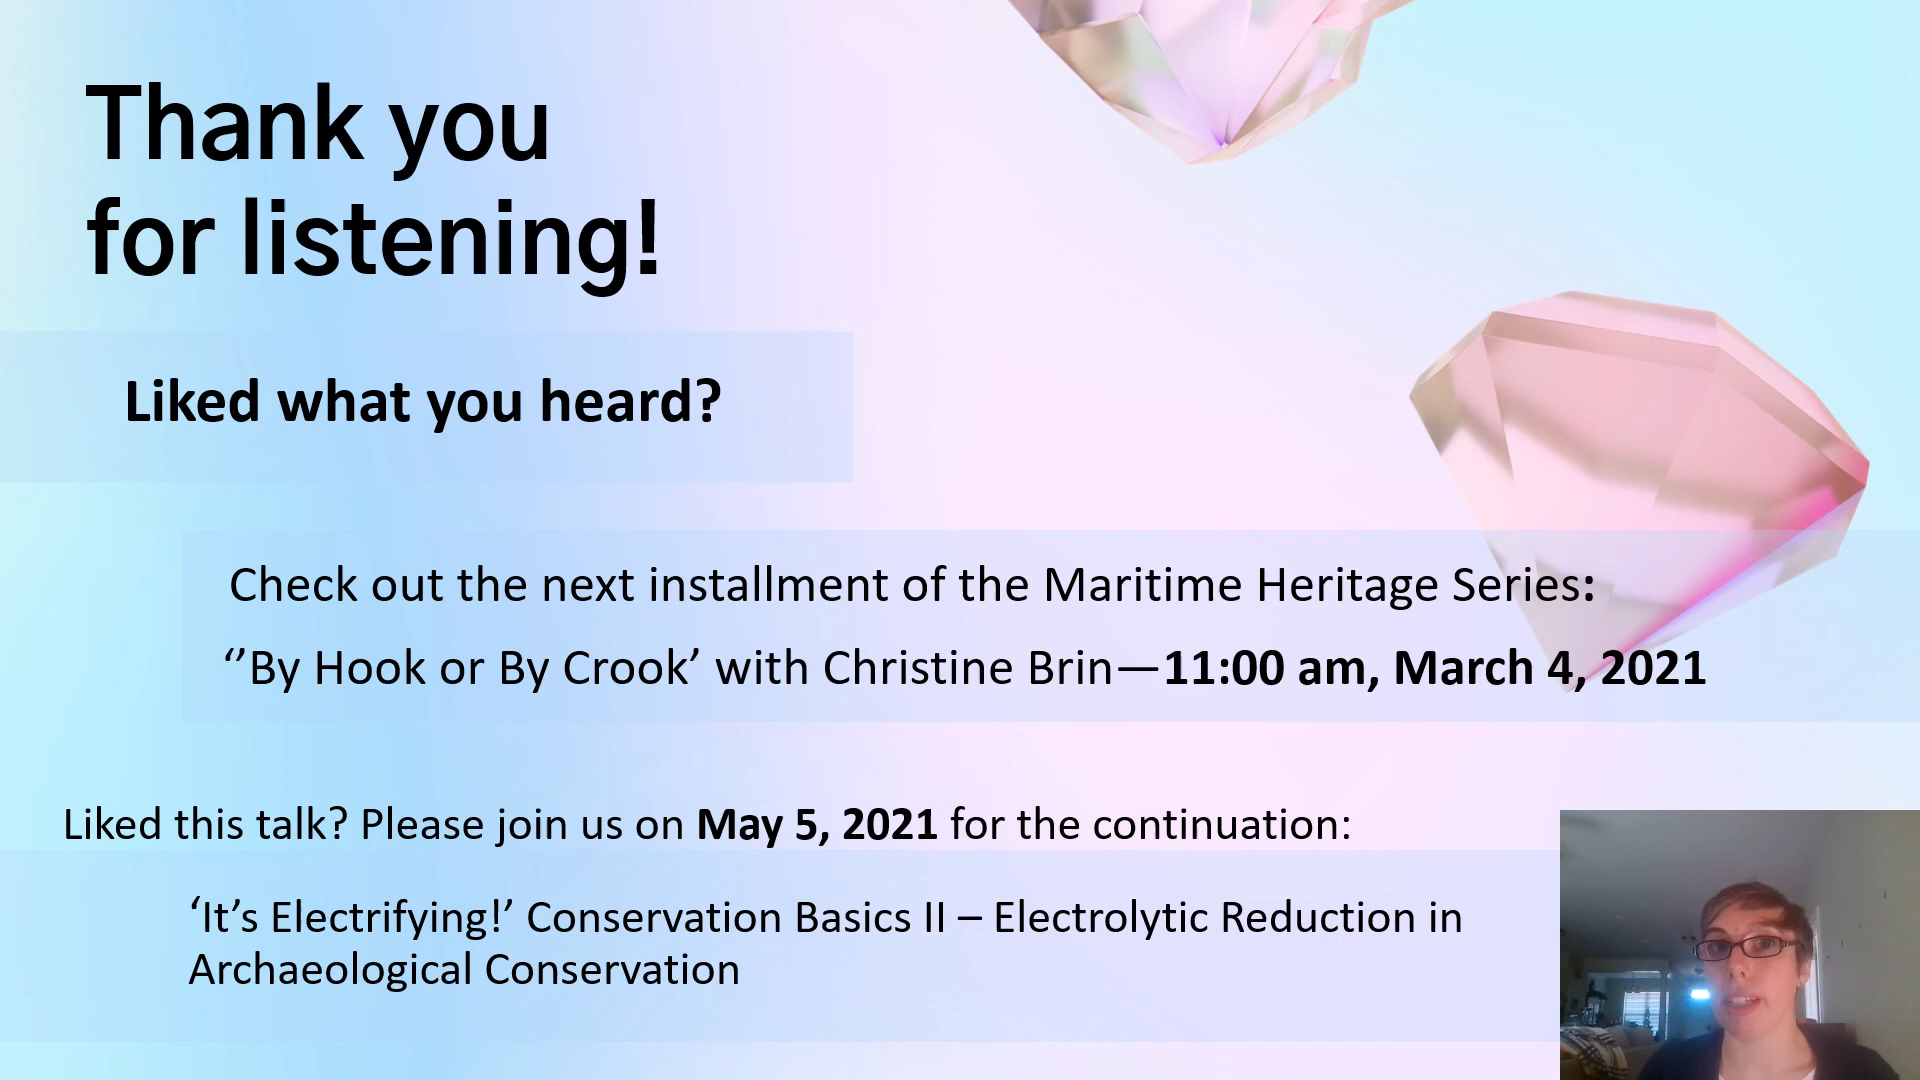 Thank you
for listening!
Liked what you heard?
Check out the next installment of the Maritime Heritage Series:
‘’By Hook or By Crook’ with Christine Brin—11:00 am, March 4, 2021
Liked this talk? Please join us on May 5, 2021 for the continuation:
‘It’s Electrifying!’ Conservation Basics II – Electrolytic Reduction in
Archaeological Conservation